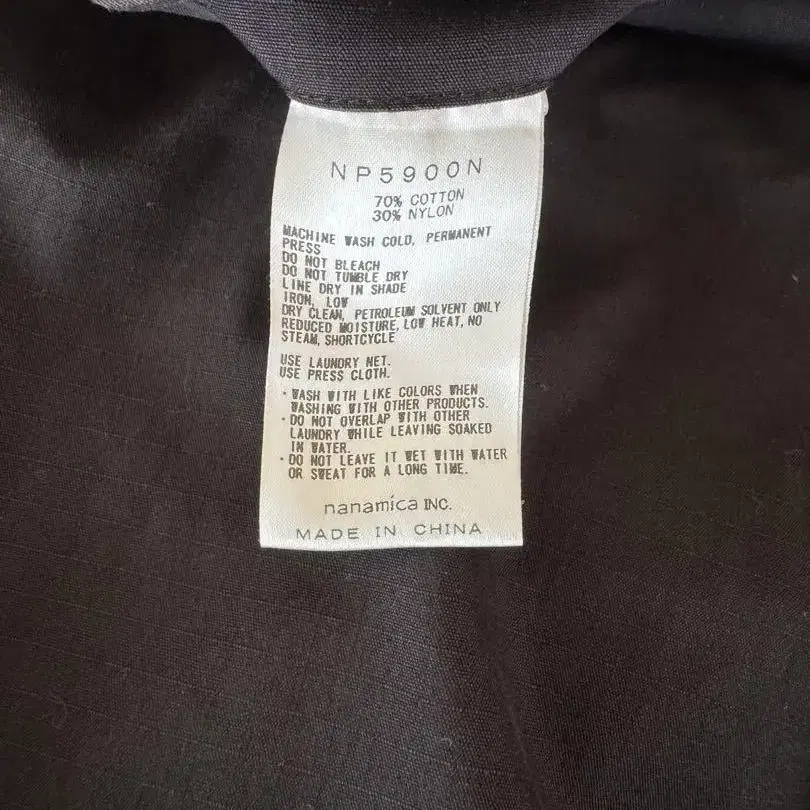 NP5900N
70% COTTON
30% NYLON
MACHINE WASH COLD, PERMANENT
PRESS
DO NOT BLEACH
DO NOT TUMBLE DRY
LINE DRY IN SHADE
IRON, LOW
DRY CLEAN, PETROLEUM SOLVENT ONLY
REDUCED MOISTURE, LOW HEAT, NO
STEAM, SHORTCYCLE
USE LAUNDRY NET.
USE PRESS CLOTH.
・WASH WITH LIKE COLORS WHEN
WASHING WITH OTHER PRODUCTS.
・DO NOT OVERLAP WITH OTHER
LAUNDRY WHILE LEAVING SOAKED
IN WATER.
・DO NOT LEAVE IT WET WITH WATER
OR SWEAT FOR A LONG TIME.
nanamica INC.
MADE IN CHINA